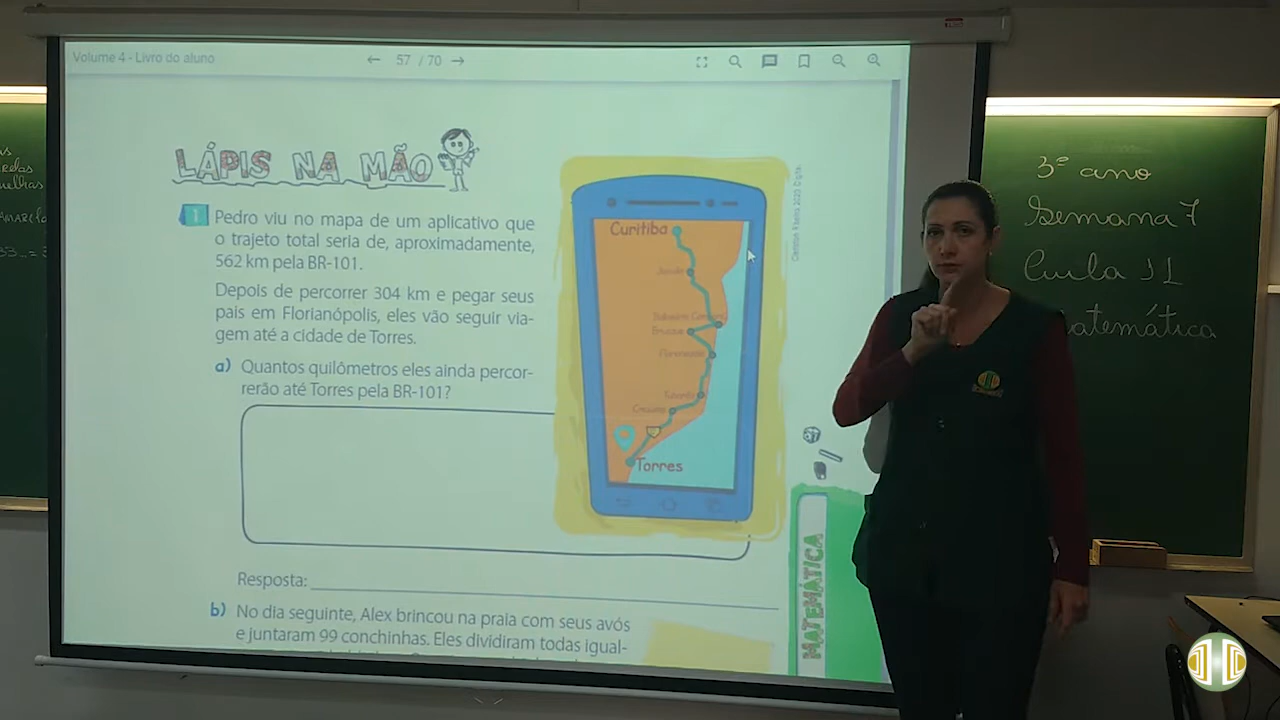 Volume 4 - Livro do aluno
57 / 70
LÁPIS NA MÃO
1 Pedro viu no mapa de um aplicativo que
o trajeto total seria de, aproximadamente,
562 km pela BR-101.
Depois de percorrer 304 km e pegar seus
pais em Florianópolis, eles vão seguir via-
gem até a cidade de Torres.
a) Quantos quilômetros eles ainda percor-
rerão até Torres pela BR-101?
Resposta:
b) No dia seguinte, Alex brincou na praia com seus avós
e juntaram 99 conchinhas. Eles dividiram todas igual-
Curitiba
Torres
MATEMÁTICA
3º ano
Semana 7
Aula 11
atemática